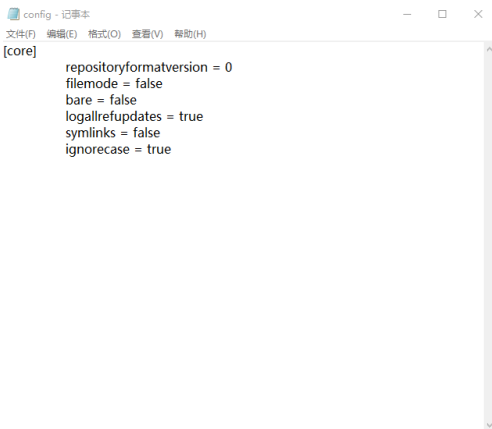 config - 记事本
文件(F) 编辑(E) 格式(O) 查看(V) 帮助(H)
[core]
repositoryformatversion = 0
filemode = false
bare = false
logallrefupdates = true
symlinks = false
ignorecase = true